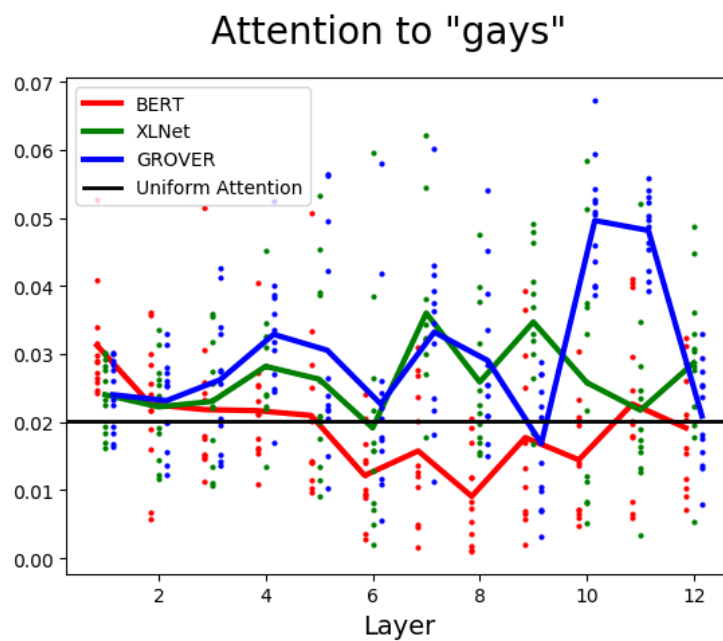 Attention to "gays"
0.07
0.06
0.05
0.04
0.03
0.02
0.01
0.00
BERT
XLNet
GROVER
Uniform Attention
2 4 6 8 10 12
Layer